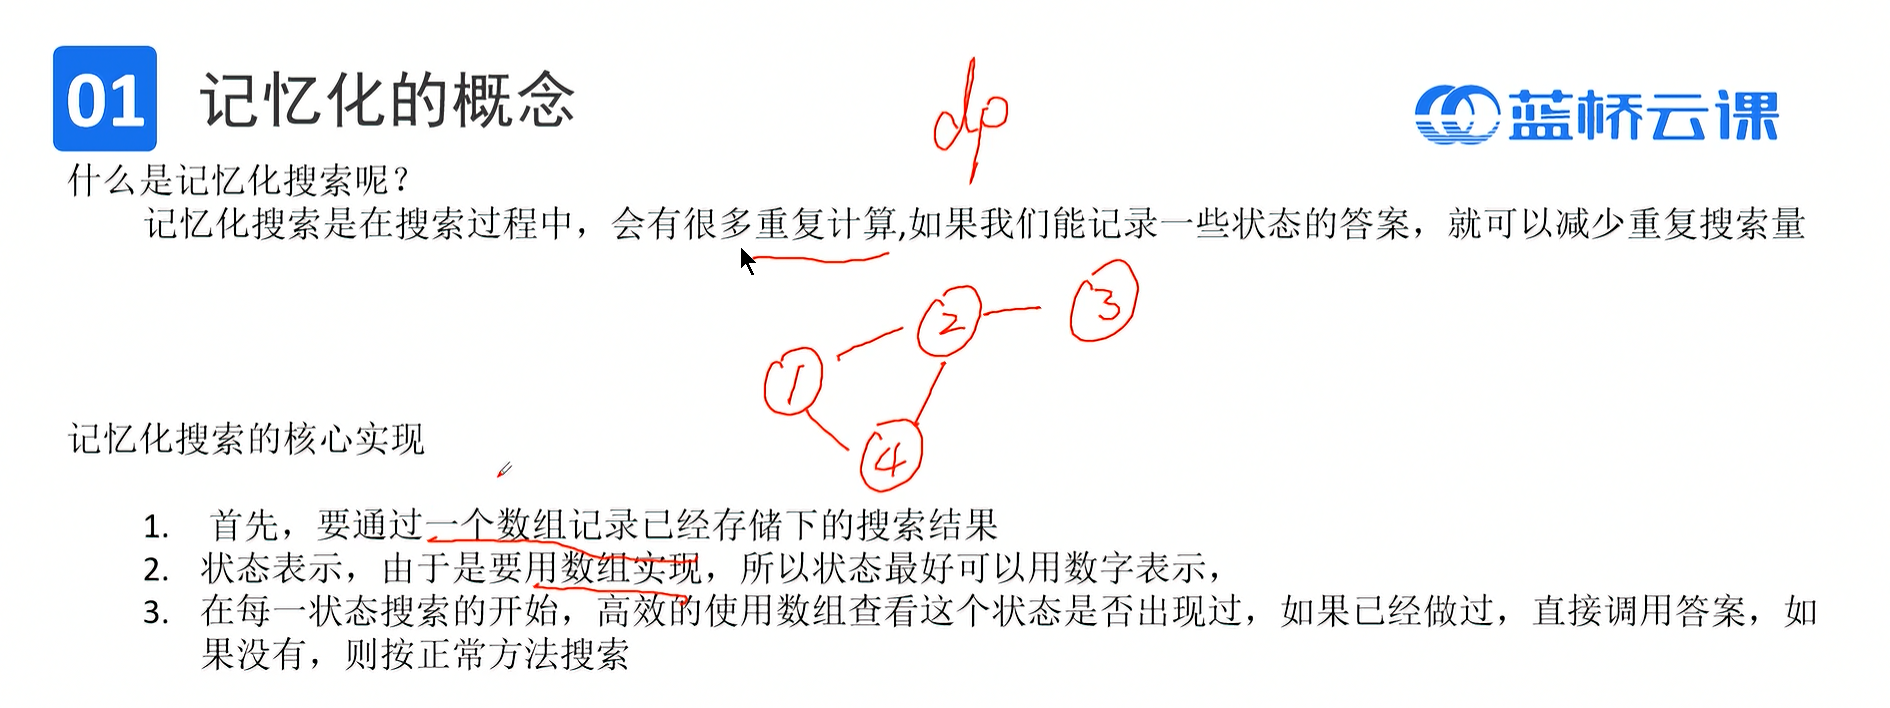 01 记忆化的概念
dp
蓝桥云课
什么是记忆化搜索呢？
记忆化搜索是在搜索过程中，会有很多重复计算,如果我们能记录一些状态的答案，就可以减少重复搜索量
3
2
1
4
记忆化搜索的核心实现
1. 首先，要通过一个数组记录已经存储下的搜索结果
2. 状态表示，由于是要用数组实现，所以状态最好可以用数字表示，
3. 在每一状态搜索的开始，高效的使用数组查看这个状态是否出现过，如果已经做过，直接调用答案，如
果没有，则按正常方法搜索